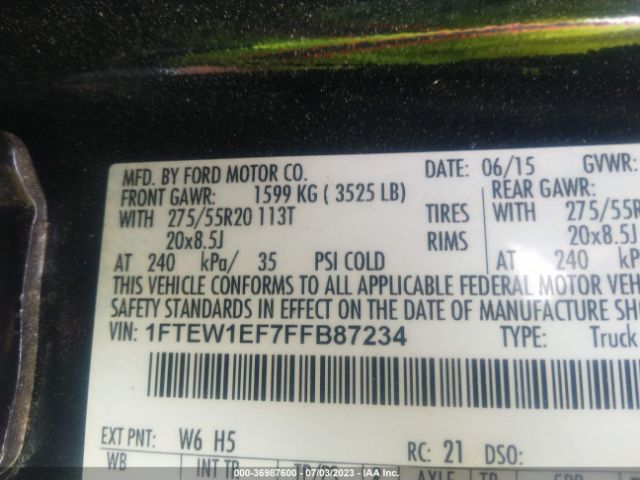 MFD. BY FORD MOTOR CO. DATE: 06/15 GVWR:
FRONT GAWR: 1599 KG ( 3525 LB) REAR GAWR:
WITH 275/55R20 113T TIRES WITH 275/55R
20x8.5J RIMS 20x8.5J
AT 240 kPa/ 35 PSI COLD AT 240
THIS VEHICLE CONFORMS TO ALL APPLICABLE FEDERAL MOTOR VEH
SAFETY STANDARDS IN EFFECT ON THE DATE OF MANUFACTURE SH
VIN: 1FTEW1EF7FFB87234 TYPE: Truck
EXT PNT: W6 H5 RC: 21 DSO:
WB INT TR AXLE TR SPR
Copart 36987600 - 07/03/2023 - IAA Inc.